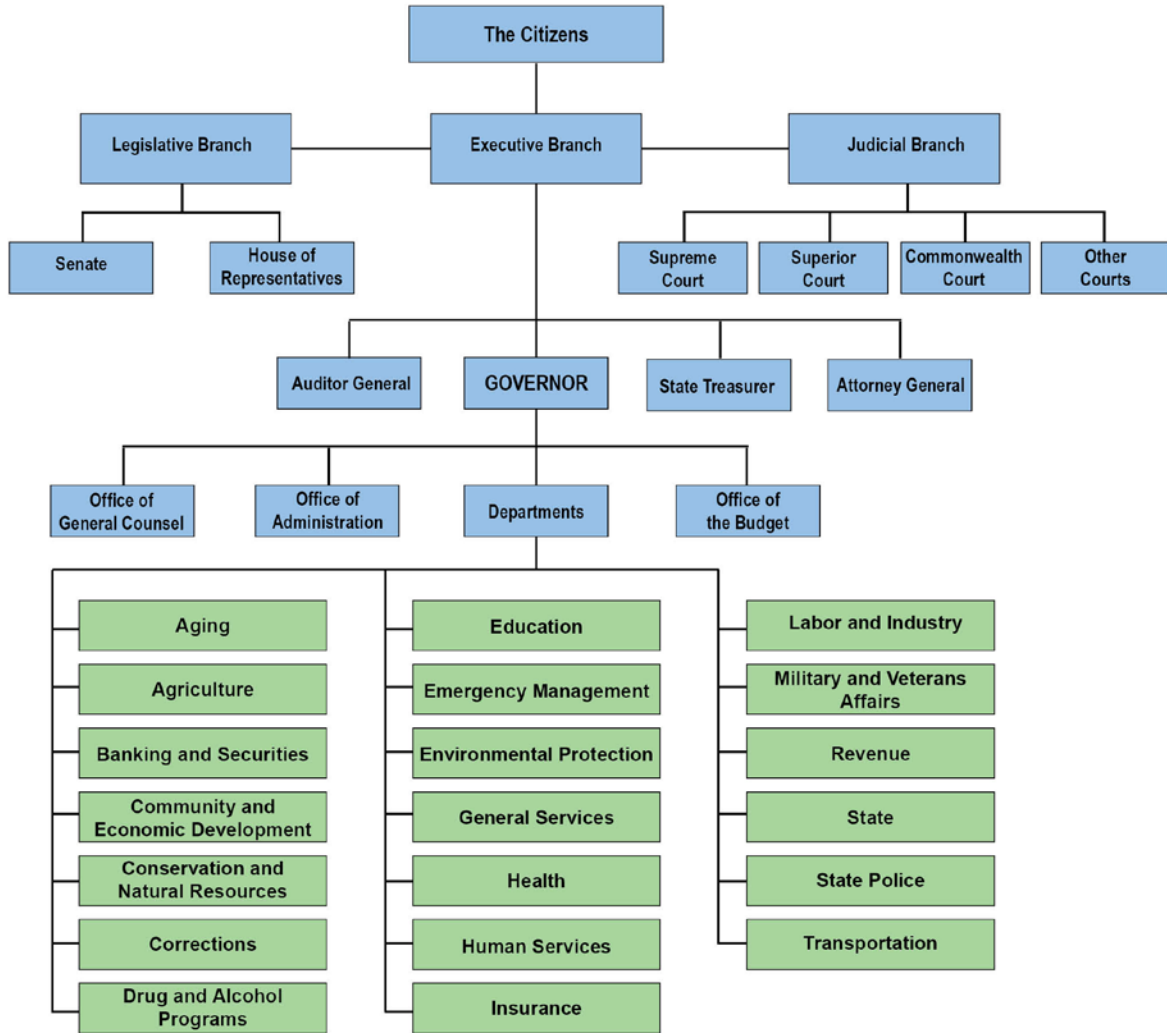 The Citizens
Legislative Branch
Executive Branch
Judicial Branch
Senate
House of
Representatives
Supreme
Court
Superior
Court
Commonwealth
Court
Other
Courts
Auditor General
GOVERNOR
State Treasurer
Attorney General
Office of
General Counsel
Office of
Administration
Departments
Office of
the Budget
Aging
Agriculture
Banking and Securities
Community and
Economic Development
Conservation and
Natural Resources
Corrections
Drug and Alcohol
Programs
Education
Emergency Management
Environmental Protection
General Services
Health
Human Services
Insurance
Labor and Industry
Military and Veterans
Affairs
Revenue
State
State Police
Transportation